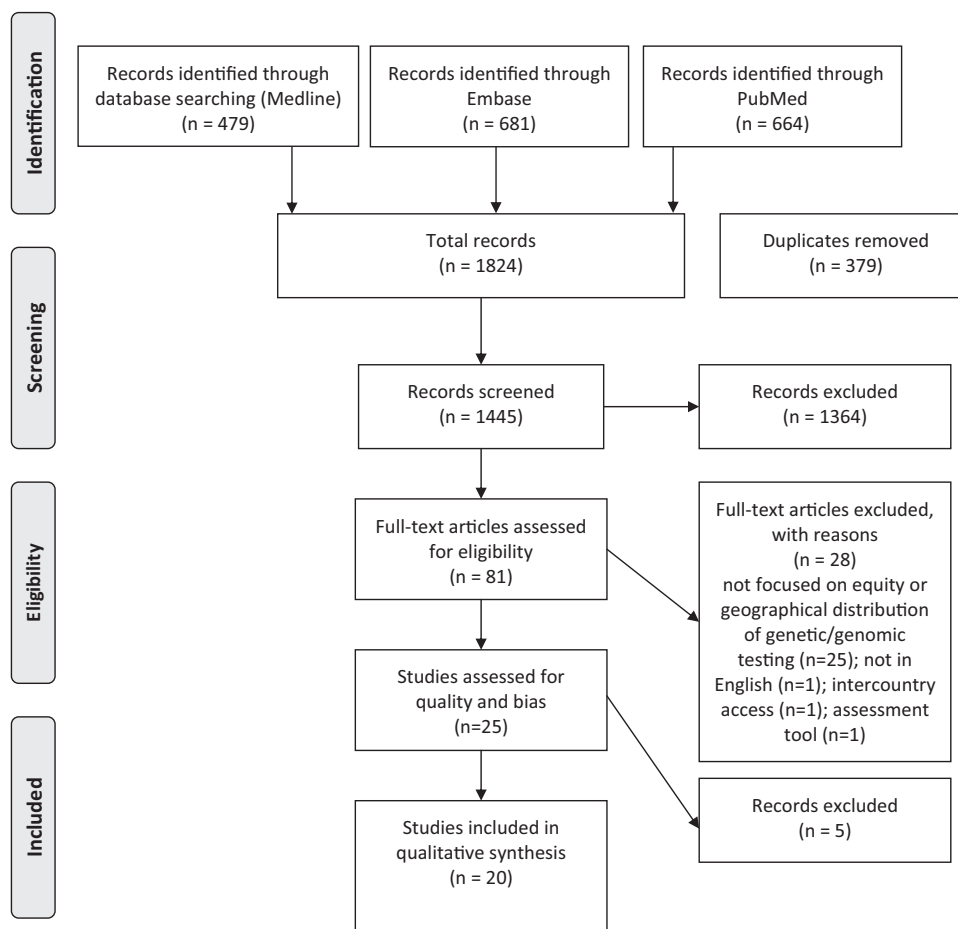 Identification
Records identified through
database searching (Medline)
(n = 479)
Records identified through
Embase
(n = 681)
Records identified through
PubMed
(n = 664)
Total records
(n = 1824)
Duplicates removed
(n = 379)
Screening
Records screened
(n = 1445)
Records excluded
(n = 1364)
Eligibility
Full-text articles assessed
for eligibility
(n = 81)
Full-text articles excluded,
with reasons
(n = 28)
not focused on equity or
geographical distribution
of genetic/genomic
testing (n=25); not in
English (n=1); intercountry
access (n=1); assessment
tool (n=1)
Studies assessed for
quality and bias
(n=25)
Included
Records excluded
(n = 5)
Studies included in
qualitative synthesis
(n = 20)